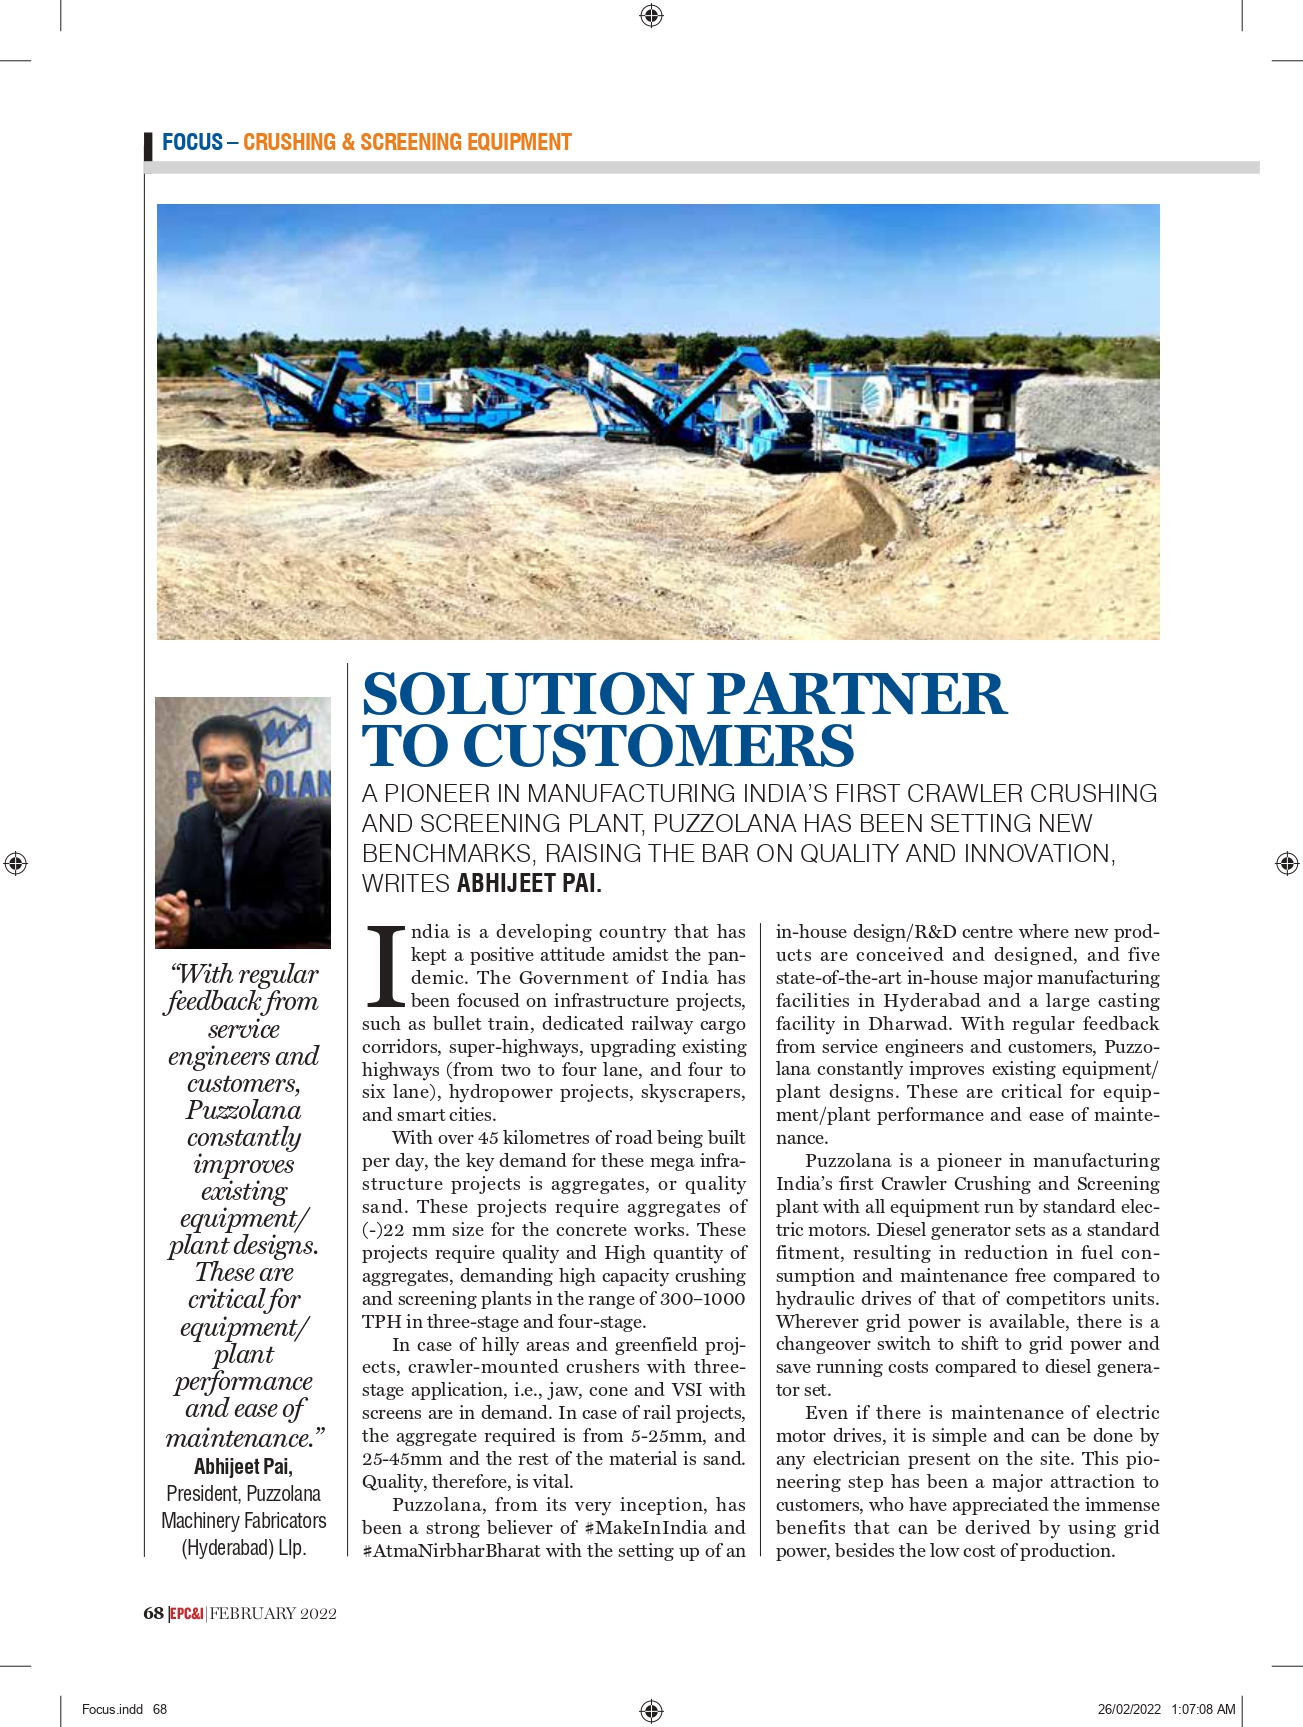 FOCUS – CRUSHING & SCREENING EQUIPMENT
SOLUTION PARTNER
TO CUSTOMERS
A PIONEER IN MANUFACTURING INDIA’S FIRST CRAWLER CRUSHING
AND SCREENING PLANT, PUZZOLANA HAS BEEN SETTING NEW
BENCHMARKS, RAISING THE BAR ON QUALITY AND INNOVATION,
WRITES ABHIJEET PAI.
“With regular
feedback from
service
engineers and
customers,
Puzzolana
constantly
improves
existing
equipment/
plant designs.
These are
critical for
equipment/
plant
performance
and ease of
maintenance.”
Abhijeet Pai,
President, Puzzolana
Machinery Fabricators
(Hyderabad) Llp.
India is a developing country that has
kept a positive attitude amidst the pan-
demic. The Government of India has
been focused on infrastructure projects,
such as bullet train, dedicated railway cargo
corridors, super-highways, upgrading existing
highways (from two to four lane, and four to
six lane), hydropower projects, skyscrapers,
and smart cities.
With over 45 kilometres of road being built
per day, the key demand for these mega infra-
structure projects is aggregates, or quality
sand. These projects require aggregates of
(-)22 mm size for the concrete works. These
projects require quality and High quantity of
aggregates, demanding high capacity crushing
and screening plants in the range of 300–1000
TPH in three-stage and four-stage.
In case of hilly areas and greenfield proj-
ects, crawler-mounted crushers with three-
stage application, i.e., jaw, cone and VSI with
screens are in demand. In case of rail projects,
the aggregate required is from 5-25mm, and
25-45mm and the rest of the material is sand.
Quality, therefore, is vital.
Puzzolana, from its very inception, has
been a strong believer of #MakeInIndia and
#AtmaNirbharBharat with the setting up of an
in-house design/R&D centre where new prod-
ucts are conceived and designed, and five
state-of-the-art in-house major manufacturing
facilities in Hyderabad and a large casting
facility in Dharwad. With regular feedback
from service engineers and customers, Puzzo-
lana constantly improves existing equipment/
plant designs. These are critical for equip-
ment/plant performance and ease of mainte-
nance.
Puzzolana is a pioneer in manufacturing
India’s first Crawler Crushing and Screening
plant with all equipment run by standard elec-
tric motors. Diesel generator sets as a standard
fitment, resulting in reduction in fuel con-
sumption and maintenance free compared to
hydraulic drives of that of competitors units.
Wherever grid power is available, there is a
changeover switch to shift to grid power and
save running costs compared to diesel genera-
tor set.
Even if there is maintenance of electric
motor drives, it is simple and can be done by
any electrician present on the site. This pio-
neering step has been a major attraction to
customers, who have appreciated the immense
benefits that can be derived by using grid
power, besides the low cost of production.
68 |EPC&I|FEBRUARY 2022
Focus.indd 68
26/02/2022 1:07:08 AM